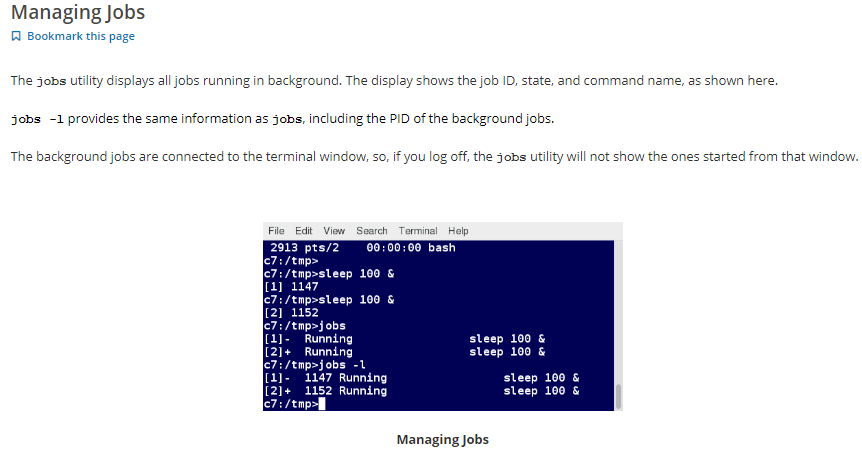 Managing Jobs
Bookmark this page
The jobs utility displays all jobs running in background. The display shows the job ID, state, and command name, as shown here.
jobs -l provides the same information as jobs, including the PID of the background jobs.
The background jobs are connected to the terminal window, so, if you log off, the jobs utility will not show the ones started from that window.
File Edit View Search Terminal Help
2913 pts/2 00:00:00 bash
c7:/tmp>
c7:/tmp>sleep 100 &
[1] 1147
c7:/tmp>sleep 100 &
[2] 1152
c7:/tmp>jobs
[1]- Running sleep 100 &
[2]+ Running sleep 100 &
c7:/tmp>jobs -l
[1]- 1147 Running sleep 100 &
[2]+ 1152 Running sleep 100 &
c7:/tmp>
Managing Jobs